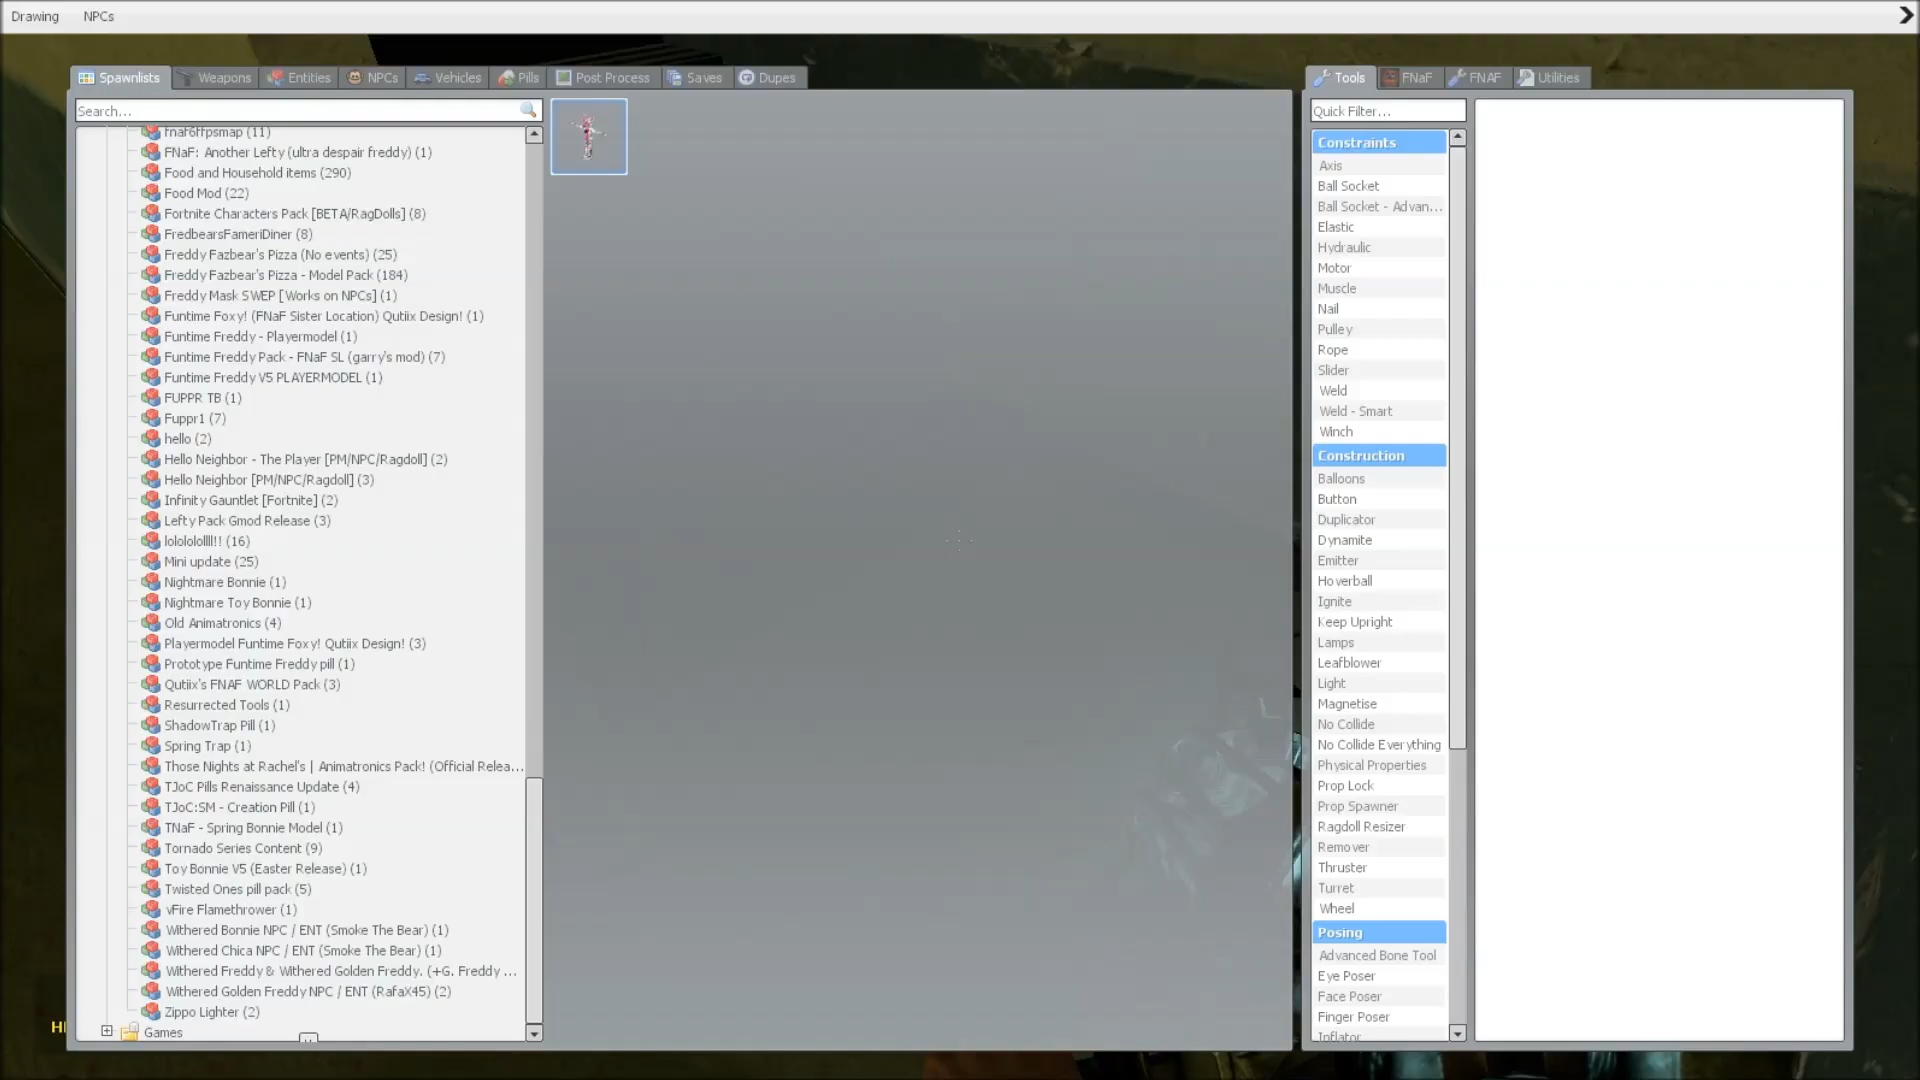 Drawing NPCs
Spawnlists Weapons Entities NPCs Vehicles Pills Post Process Saves Dupes
Search...
fnaf6ffpsmap (11)
FNaF: Another Lefty (ultra despair freddy) (1)
Food and Household items (290)
Food Mod (22)
Fortnite Characters Pack [BETA/RagDolls] (8)
FredbearsFameriDiner (8)
Freddy Fazbear's Pizza (No events) (25)
Freddy Fazbear's Pizza - Model Pack (184)
Freddy Mask SWEP [Works on NPCs] (1)
Funtime Foxy! (FNaF Sister Location) Qutiix Design! (1)
Funtime Freddy - Playermodel (1)
Funtime Freddy Pack - FNaF SL (garry's mod) (7)
Funtime Freddy V5 PLAYERMODEL (1)
FUPPR TB (1)
Fuppr1 (7)
hello (2)
Hello Neighbor - The Player [PM/NPC/Ragdoll] (2)
Hello Neighbor [PM/NPC/Ragdoll] (3)
Infinity Gauntlet [Fortnite] (2)
Lefty Pack Gmod Release (3)
Mini update (25)
Nightmare Bonnie (1)
Nightmare Toy Bonnie (1)
Old Animatronics (4)
Playermodel Funtime Foxy! Qutiix Design! (3)
Prototype Funtime Freddy pill (1)
Qutiix's FNAF WORLD Pack (3)
Resurrected Tools (1)
ShadowTrap Pill (1)
Spring Trap (1)
Those Nights at Rachel's | Animatronics Pack! (Official Relea...
TJoC Pills Renaissance Update (4)
TJoC:SM - Creation Pill (1)
TNaF - Spring Bonnie Model (1)
Tornado Series Content (9)
Toy Bonnie V5 (Easter Release) (1)
Twisted Ones pill pack (5)
vFire Flamethrower (1)
Withered Bonnie NPC / ENT (Smoke The Bear) (1)
Withered Chica NPC / ENT (Smoke The Bear) (1)
Withered Freddy & Withered Golden Freddy. (+G. Freddy ...
Withered Golden Freddy NPC / ENT (RafaX45) (2)
Zippo Lighter (2)
Games
Tools FNaF FNAF Utilities
Quick Filter...
Constraints
Axis
Ball Socket
Ball Socket - Advan...
Elastic
Hydraulic
Motor
Muscle
Nail
Pulley
Rope
Slider
Weld
Weld - Smart
Winch
Construction
Balloons
Button
Duplicator
Dynamite
Emitter
Hoverball
Ignite
Keep Upright
Lamps
Leafblower
Light
Magnetise
No Collide
No Collide Everything
Physical Properties
Prop Lock
Prop Spawner
Ragdoll Resizer
Remover
Thruster
Turret
Wheel
Posing
Advanced Bone Tool
Eye Poser
Face Poser
Finger Poser
Inflator